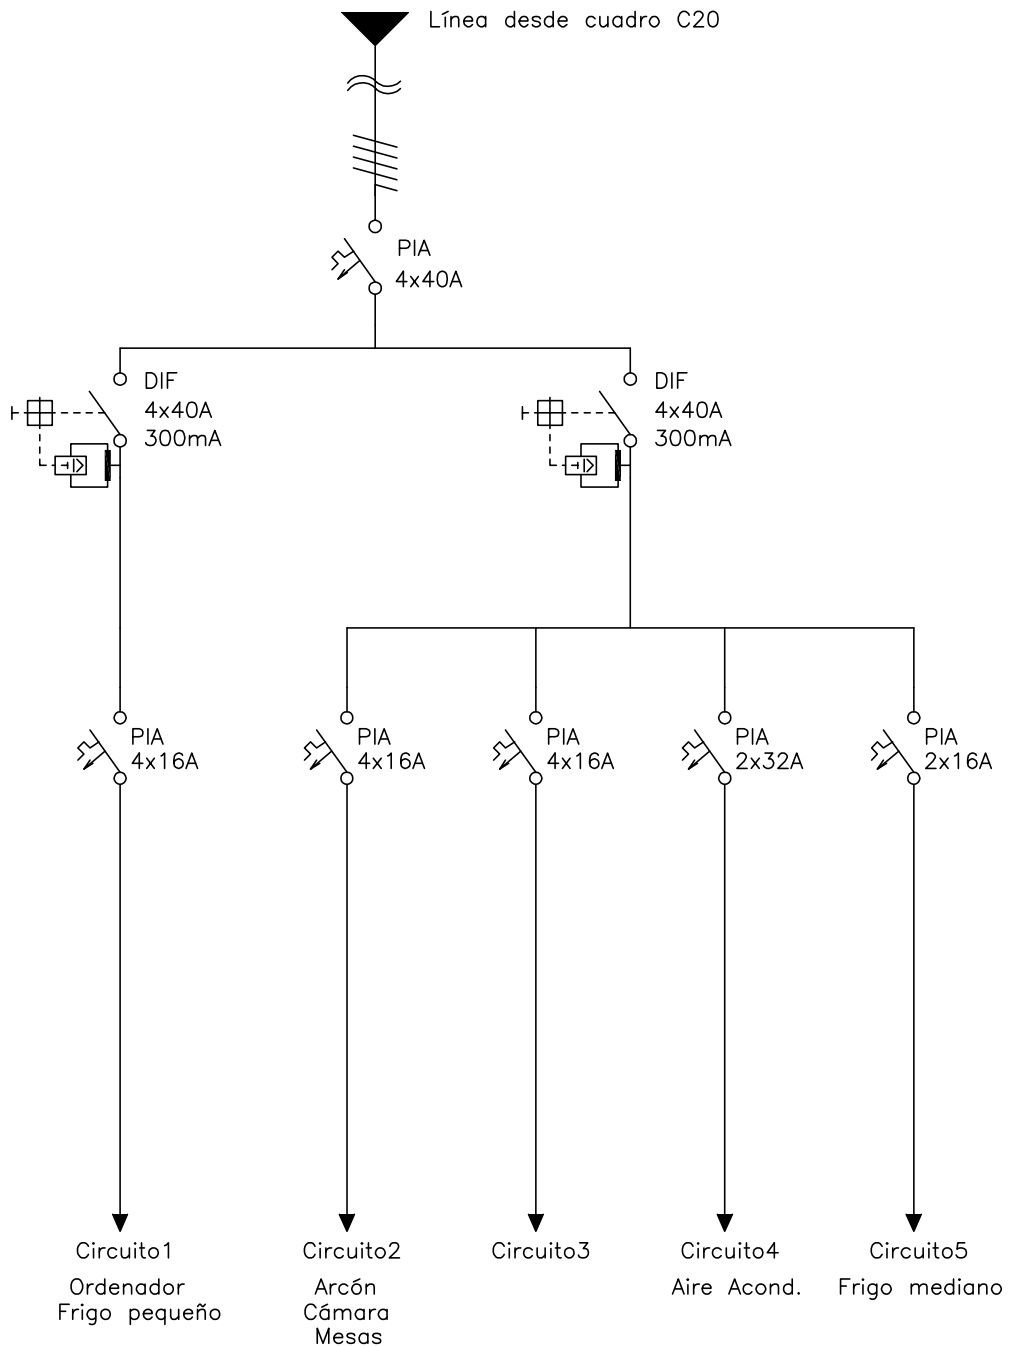 Línea desde cuadro C20
PIA
4x40A
DIF
4x40A
300mA
DIF
4x40A
300mA
PIA
4x16A
PIA
4x16A
PIA
4x16A
PIA
2x32A
PIA
2x16A
Circuito1
Ordenador
Frigo pequeño
Circuito2
Arcón
Cámara
Mesas
Circuito3
Circuito4
Aire Acond.
Circuito5
Frigo mediano